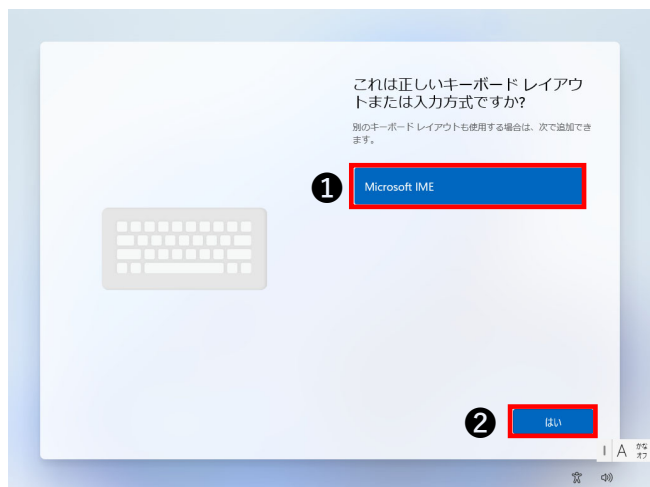 これは正しいキーボード レイアウ
トまたは入力方式ですか?
別のキーボード レイアウトも使用する場合は、次で追加でき
ます。
❶
Microsoft IME
❷
はい
A
かな
オフ